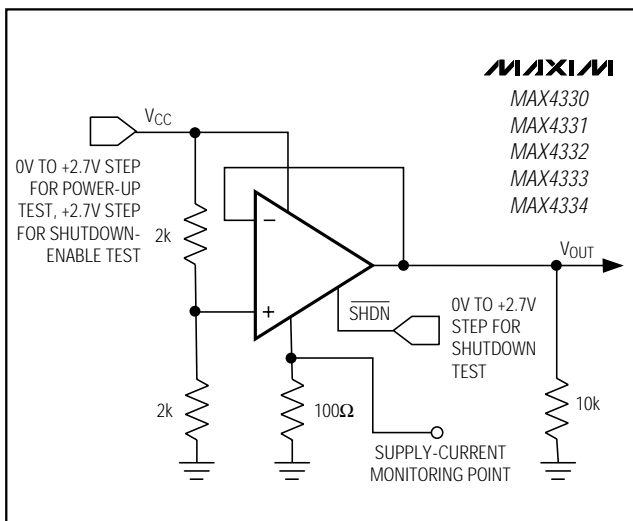 MAXIM
MAX4330
MAX4331
MAX4332
MAX4333
MAX4334
VCC
0V TO +2.7V STEP
FOR POWER-UP
TEST, +2.7V STEP
FOR SHUTDOWN-
ENABLE TEST
2k
−
+
VOUT
SHDN
0V TO +2.7V
STEP FOR
SHUTDOWN
TEST
2k
100Ω
10k
SUPPLY-CURRENT
MONITORING POINT